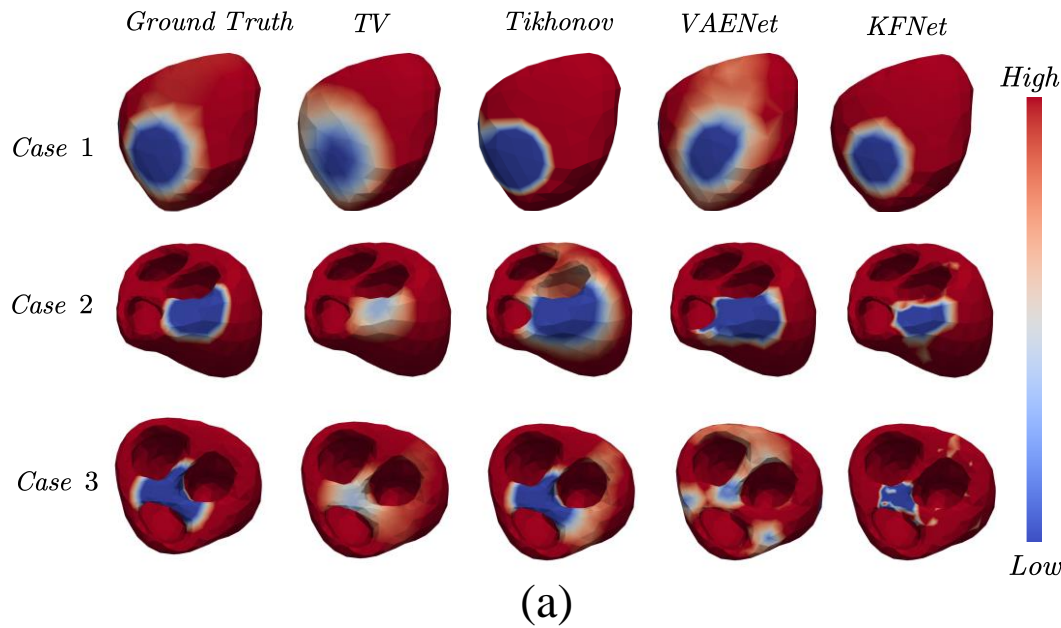 Ground Truth TV Tikhonov VAENet KFNet
High
Case 1
Case 2
Case 3
Low
(a)